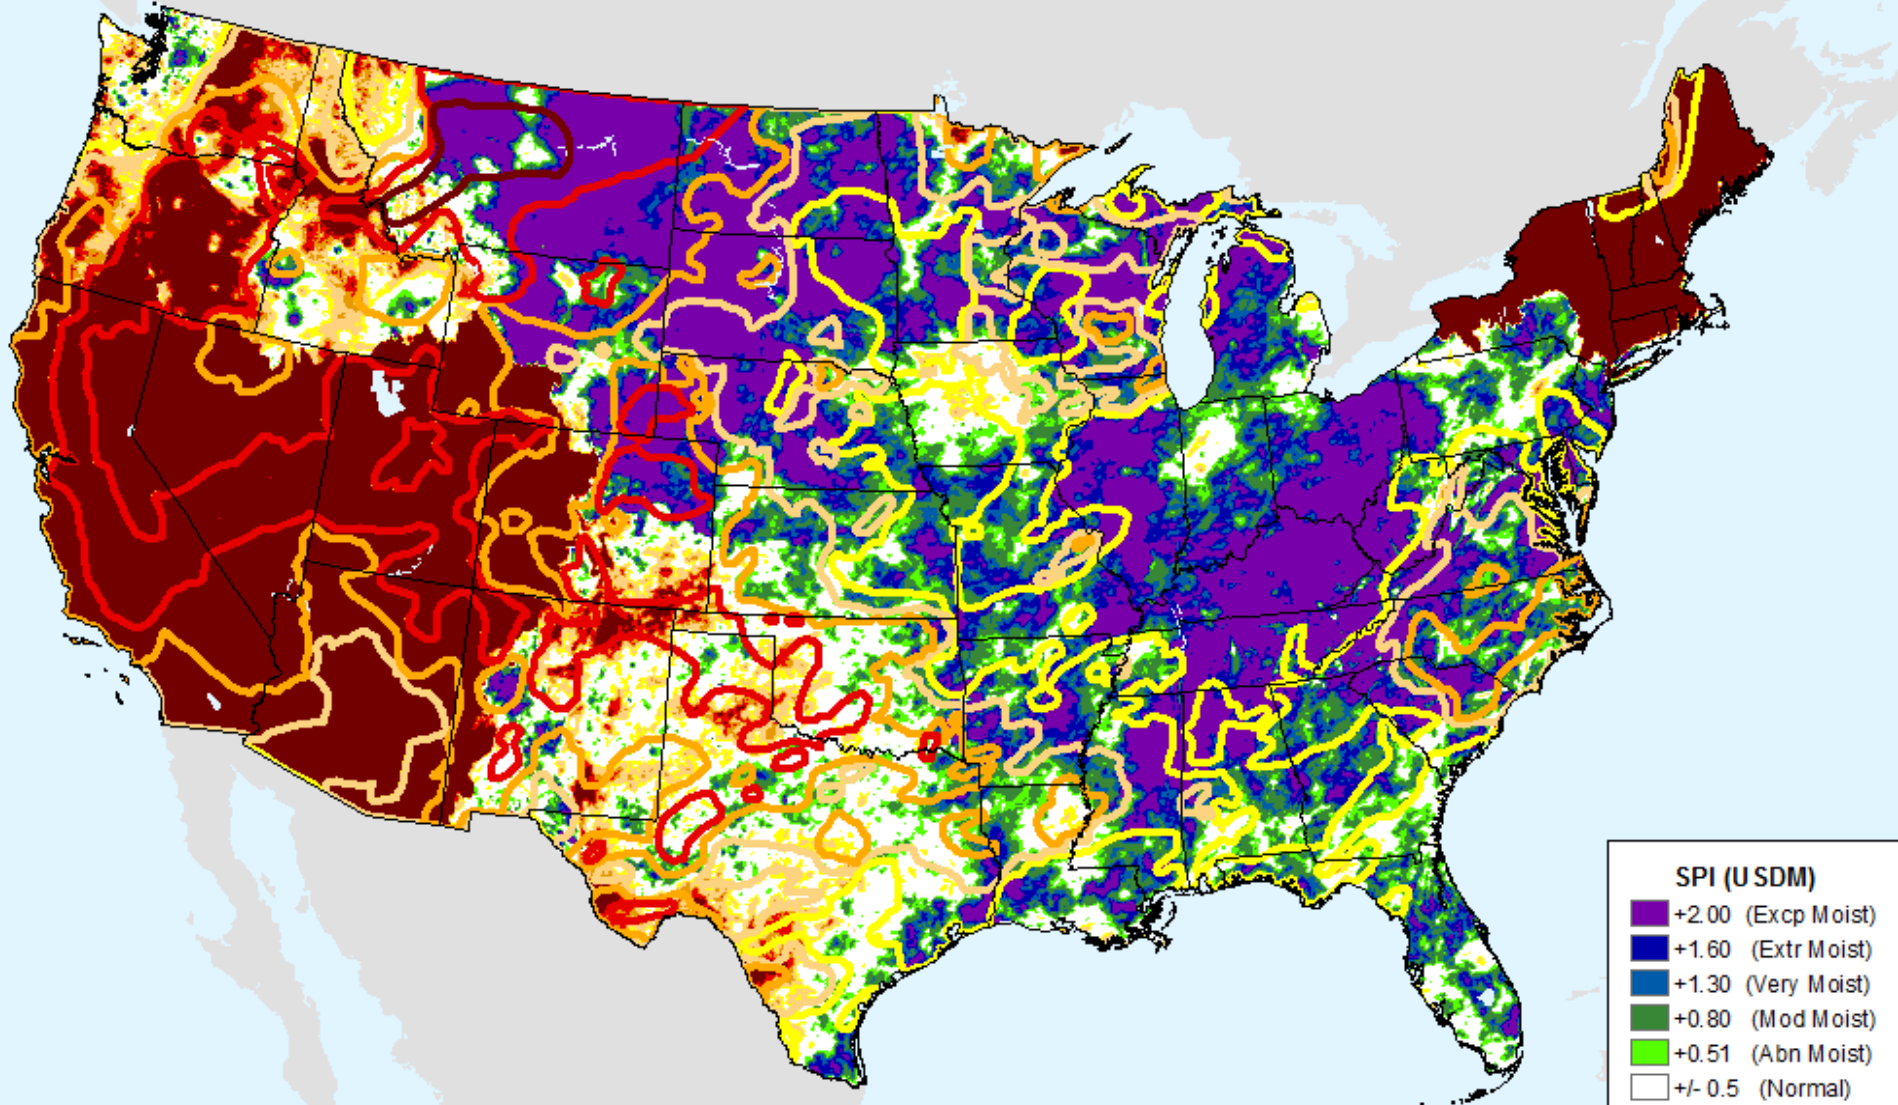 SPI (USDM)
+2.00 (Excp Moist)
+1.60 (Extr Moist)
+1.30 (Very Moist)
+0.80 (Mod Moist)
+0.51 (Abn Moist)
+/- 0.5 (Normal)